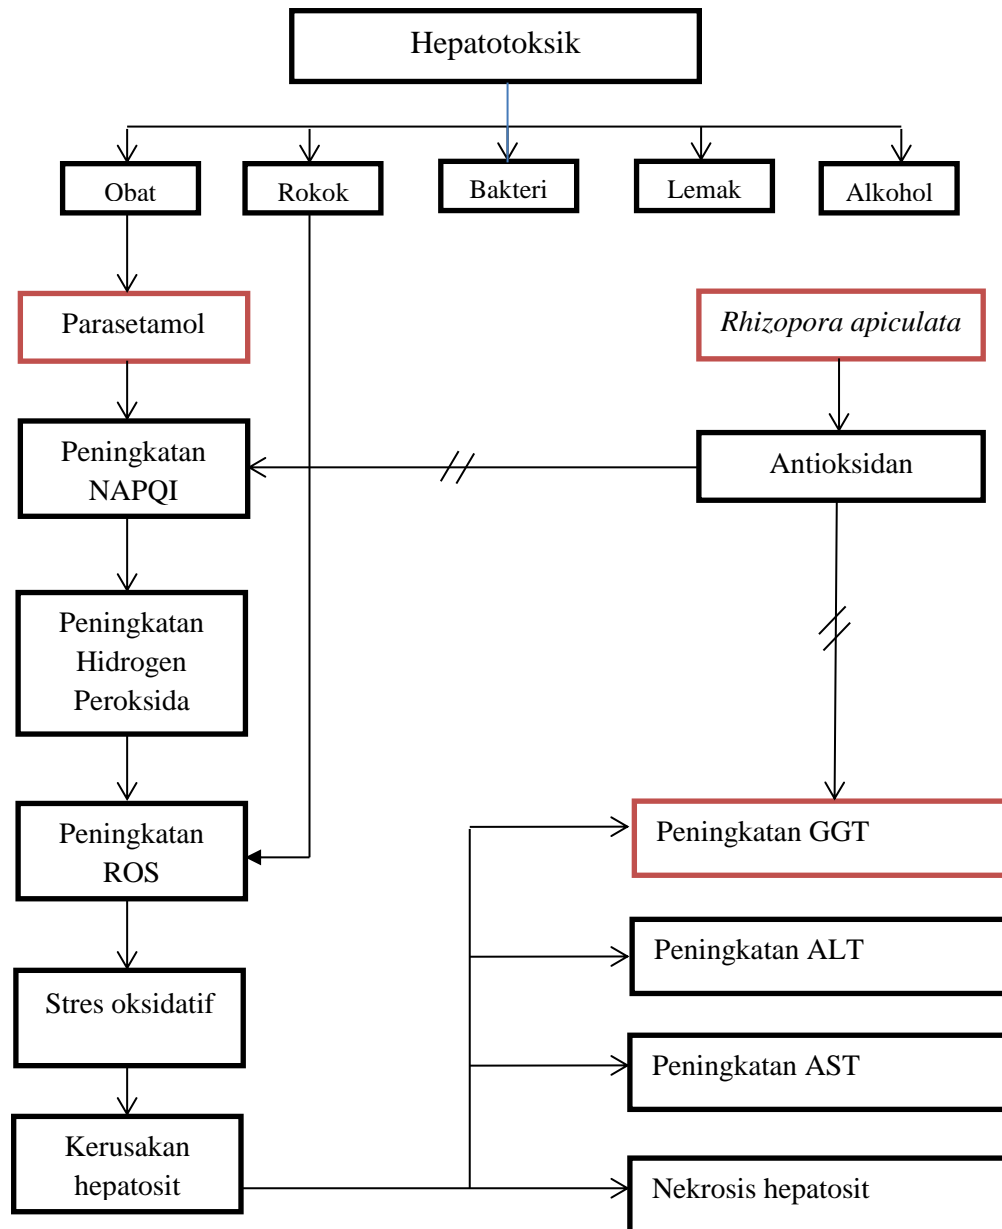 Hepatotoksik
Obat
Rokok
Bakteri
Lemak
Alkohol
Parasetamol
Rhizopora apiculata
Peningkatan
NAPQI
Antioksidan
Peningkatan
Hidrogen
Peroksida
Peningkatan
ROS
Peningkatan GGT
Stres oksidatif
Peningkatan ALT
Peningkatan AST
Kerusakan
hepatosit
Nekrosis hepatosit